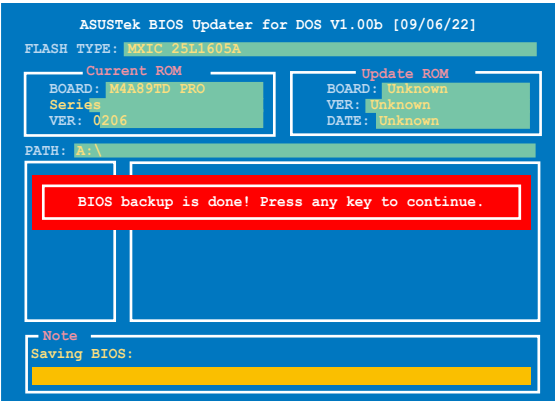 ASUSTek BIOS Updater for DOS V1.00b [09/06/22]
FLASH TYPE: MXIC 25L1605A
Current ROM
BOARD: M4A89TD PRO
Series
VER: 0206
Update ROM
BOARD: Unknown
VER: Unknown
DATE: Unknown
PATH: A:\
BIOS backup is done! Press any key to continue.
Note
Saving BIOS: